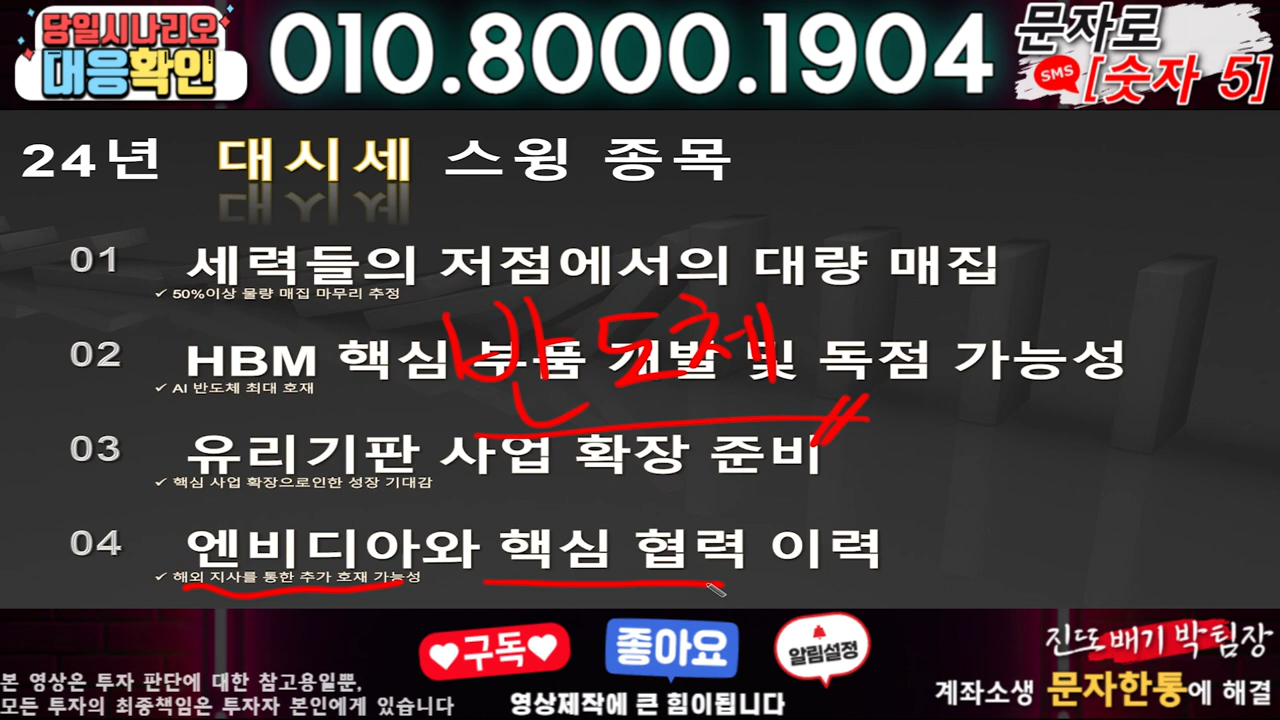 당일시나리오
대응확인
010.8000.1904
문자로
SMS [숫자 5]
24년 대시세 스윙 종목
01 세력들의 저점에서의 대량 매집
✓ 50%이상 물량 매집 마무리 추정
반도체
02 HBM 핵심 부품 개발 및 독점 가능성
✓ AI 반도체 최대 호재
03 유리기판 사업 확장 준비
✓ 핵심 사업 확장으로인한 성장 기대감
04 엔비디아와 핵심 협력 이력
✓ 해외 지사를 통한 추가 호재 가능성
구독
좋아요
알림설정
영상제작에 큰 힘이됩니다
본 영상은 투자 판단에 대한 참고용일뿐,
모든 투자의 최종책임은 투자자 본인에게 있습니다
진또배기 박팀장
계좌소생 문자한통에 해결